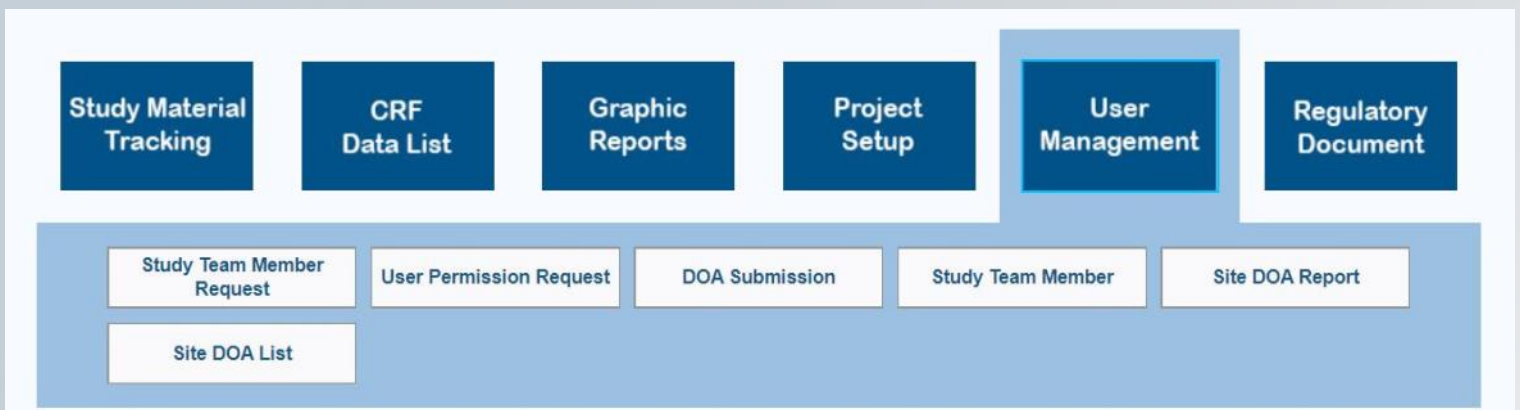 Study Material
Tracking
CRF
Data List
Graphic
Reports
Project
Setup
User
Management
Regulatory
Document
Study Team Member
Request
User Permission Request
DOA Submission
Study Team Member
Site DOA Report
Site DOA List